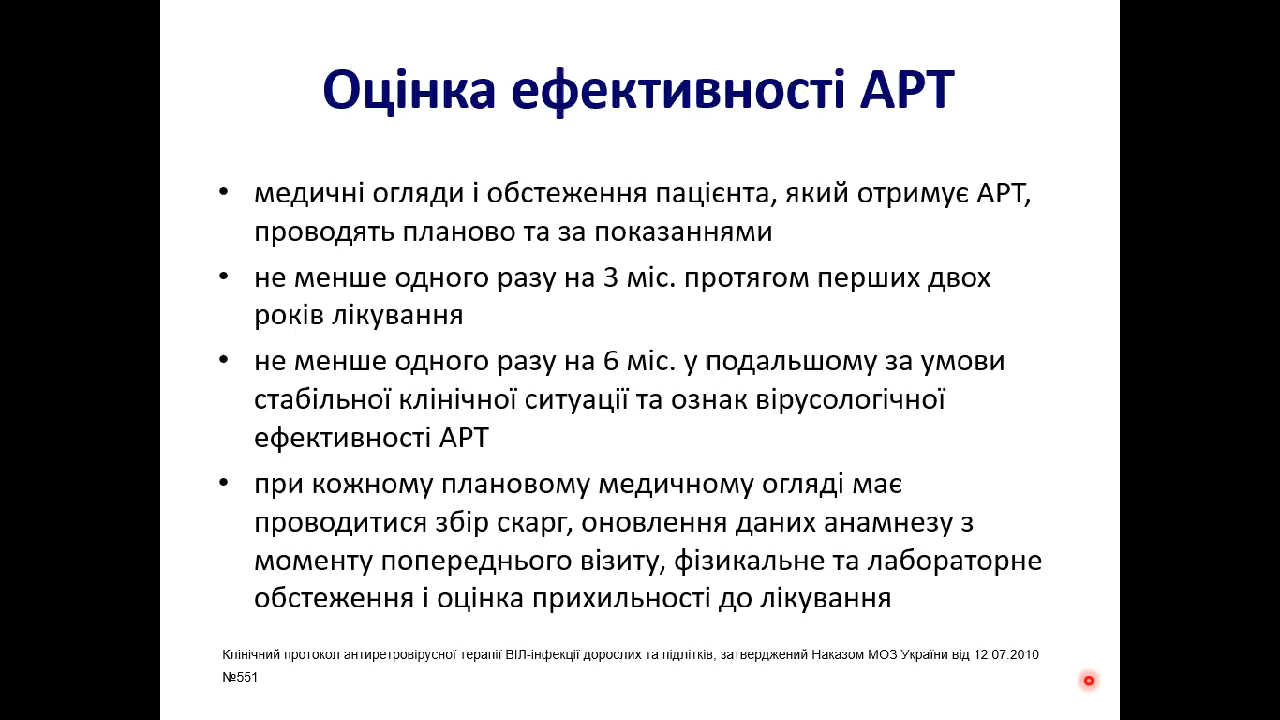 Оцінка ефективності АРТ
• медичні огляди і обстеження пацієнта, який отримує АРТ,
проводять планово та за показаннями
• не менше одного разу на 3 міс. протягом перших двох
років лікування
• не менше одного разу на 6 міс. у подальшому за умови
стабільної клінічної ситуації та ознак вірусологічної
ефективності АРТ
• при кожному плановому медичному огляді має
проводитися збір скарг, оновлення даних анамнезу з
моменту попереднього візиту, фізикальне та лабораторне
обстеження і оцінка прихильності до лікування
Клінічний протокол антиретровірусної терапії ВІЛ-інфекції дорослих та підлітків, затверджений Наказом МОЗ України від 12.07.2010
№551